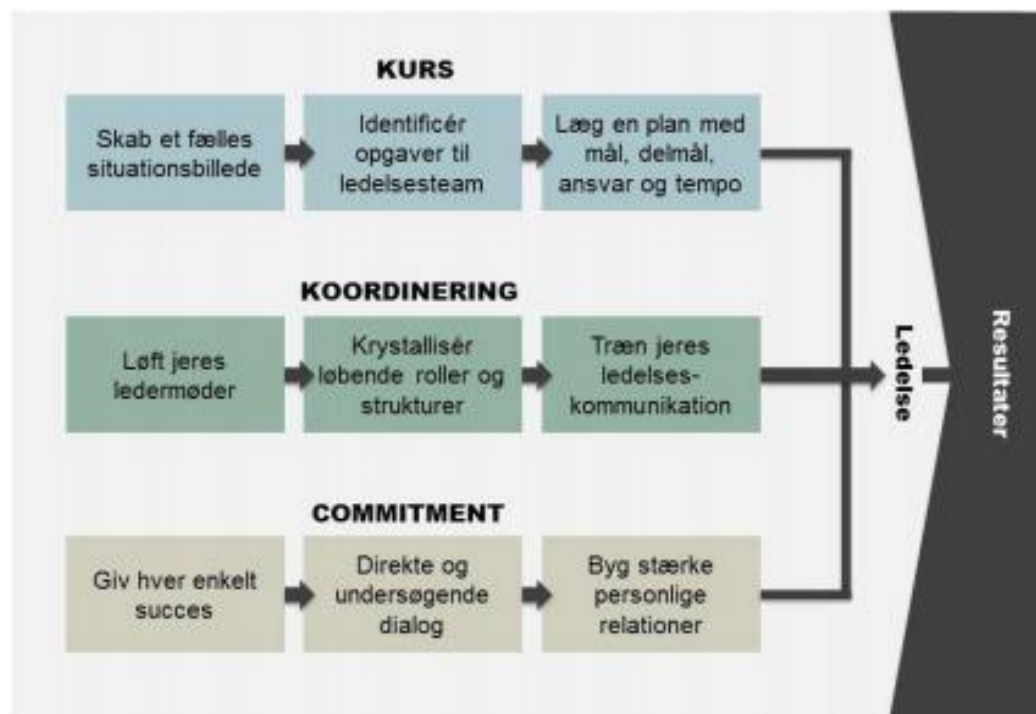 KURS
Skab et fælles
situationsbillede
Identificér
opgaver til
ledelsesteam
Læg en plan med
mål, delmål,
ansvar og tempo
KOORDINERING
Løft jeres
ledermøder
Krystallisér
løbende roller og
strukturer
Træn jeres
ledelses-
kommunikation
COMMITMENT
Giv hver enkelt
succes
Direkte og
undersøgende
dialog
Byg stærke
personlige
relationer
Ledelse
Resultater